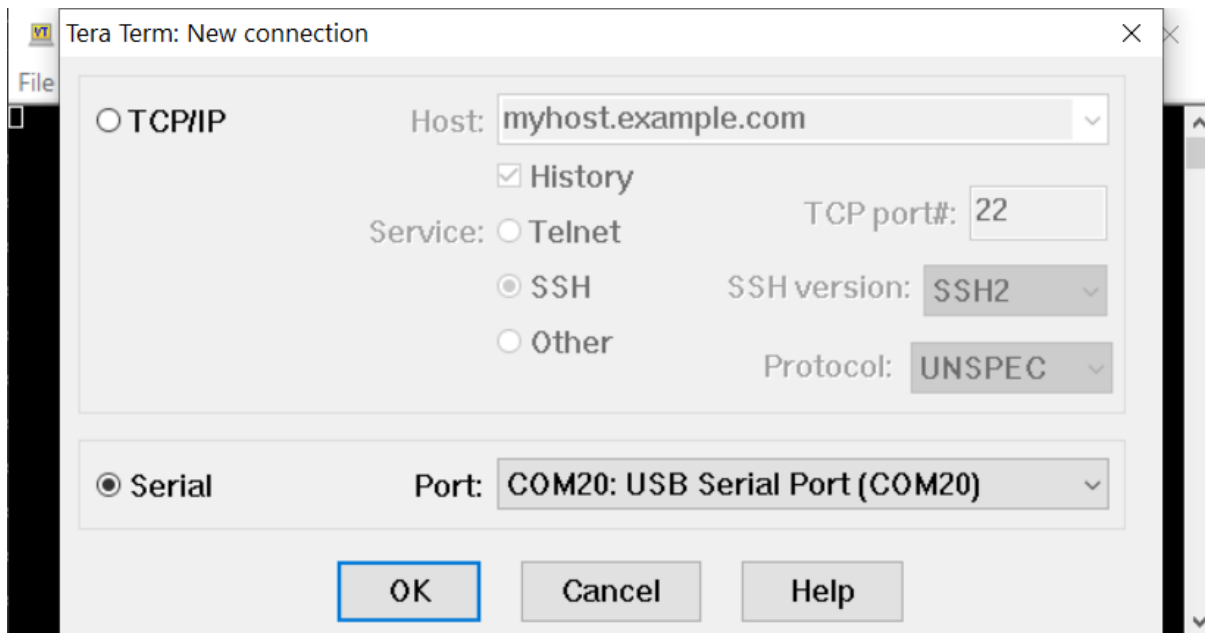 VT
Tera Term: New connection
File
TCP/IP
Host: myhost.example.com
History
TCP port#: 22
Service: Telnet
SSH
SSH version: SSH2
Other
Protocol: UNSPEC
Serial
Port: COM20: USB Serial Port (COM20)
OK
Cancel
Help